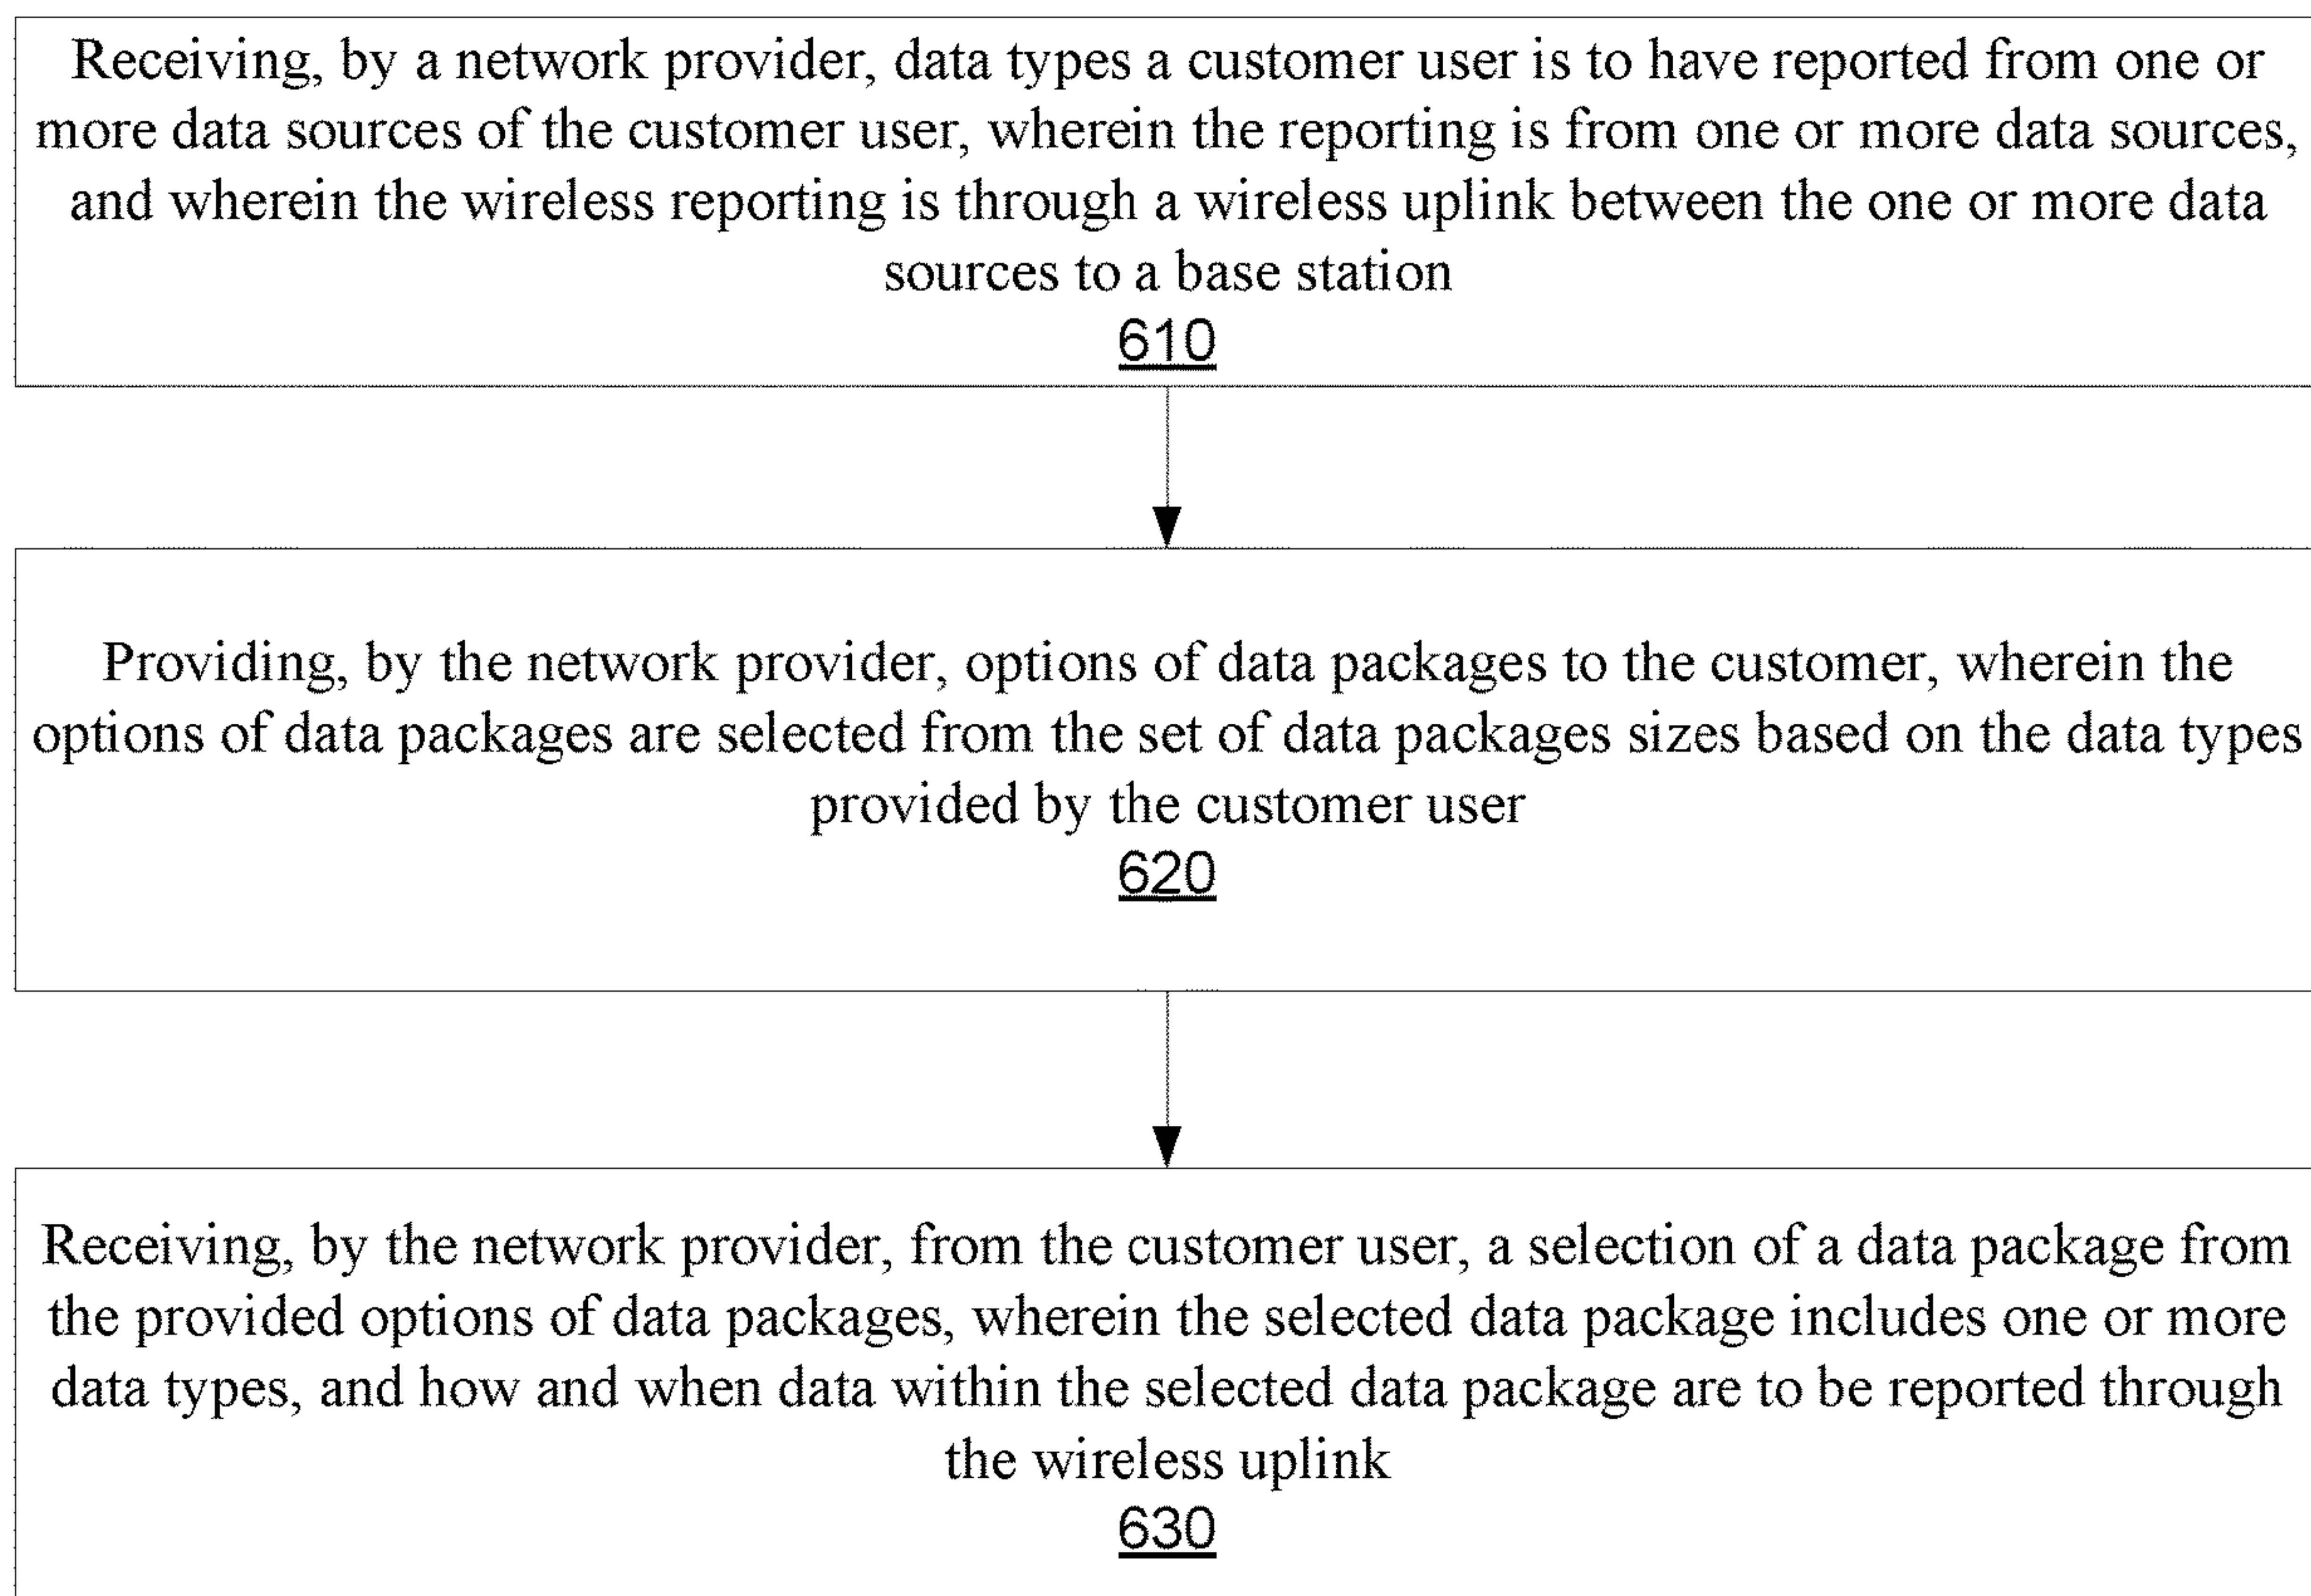 Receiving, by a network provider, data types a customer user is to have reported from one or
more data sources of the customer user, wherein the reporting is from one or more data sources,
and wherein the wireless reporting is through a wireless uplink between the one or more data
sources to a base station
610
Providing, by the network provider, options of data packages to the customer, wherein the
options of data packages are selected from the set of data packages sizes based on the data types
provided by the customer user
620
Receiving, by the network provider, from the customer user, a selection of a data package from
the provided options of data packages, wherein the selected data package includes one or more
data types, and how and when data within the selected data package are to be reported through
the wireless uplink
630